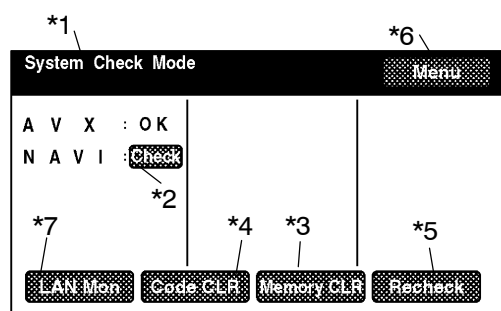 *1
*6
System Check Mode
Menu
A V X : OK
N A V I : Check
*2
*7
*4
*3
*5
LAN Mon
Code CLR
Memory CLR
Recheck